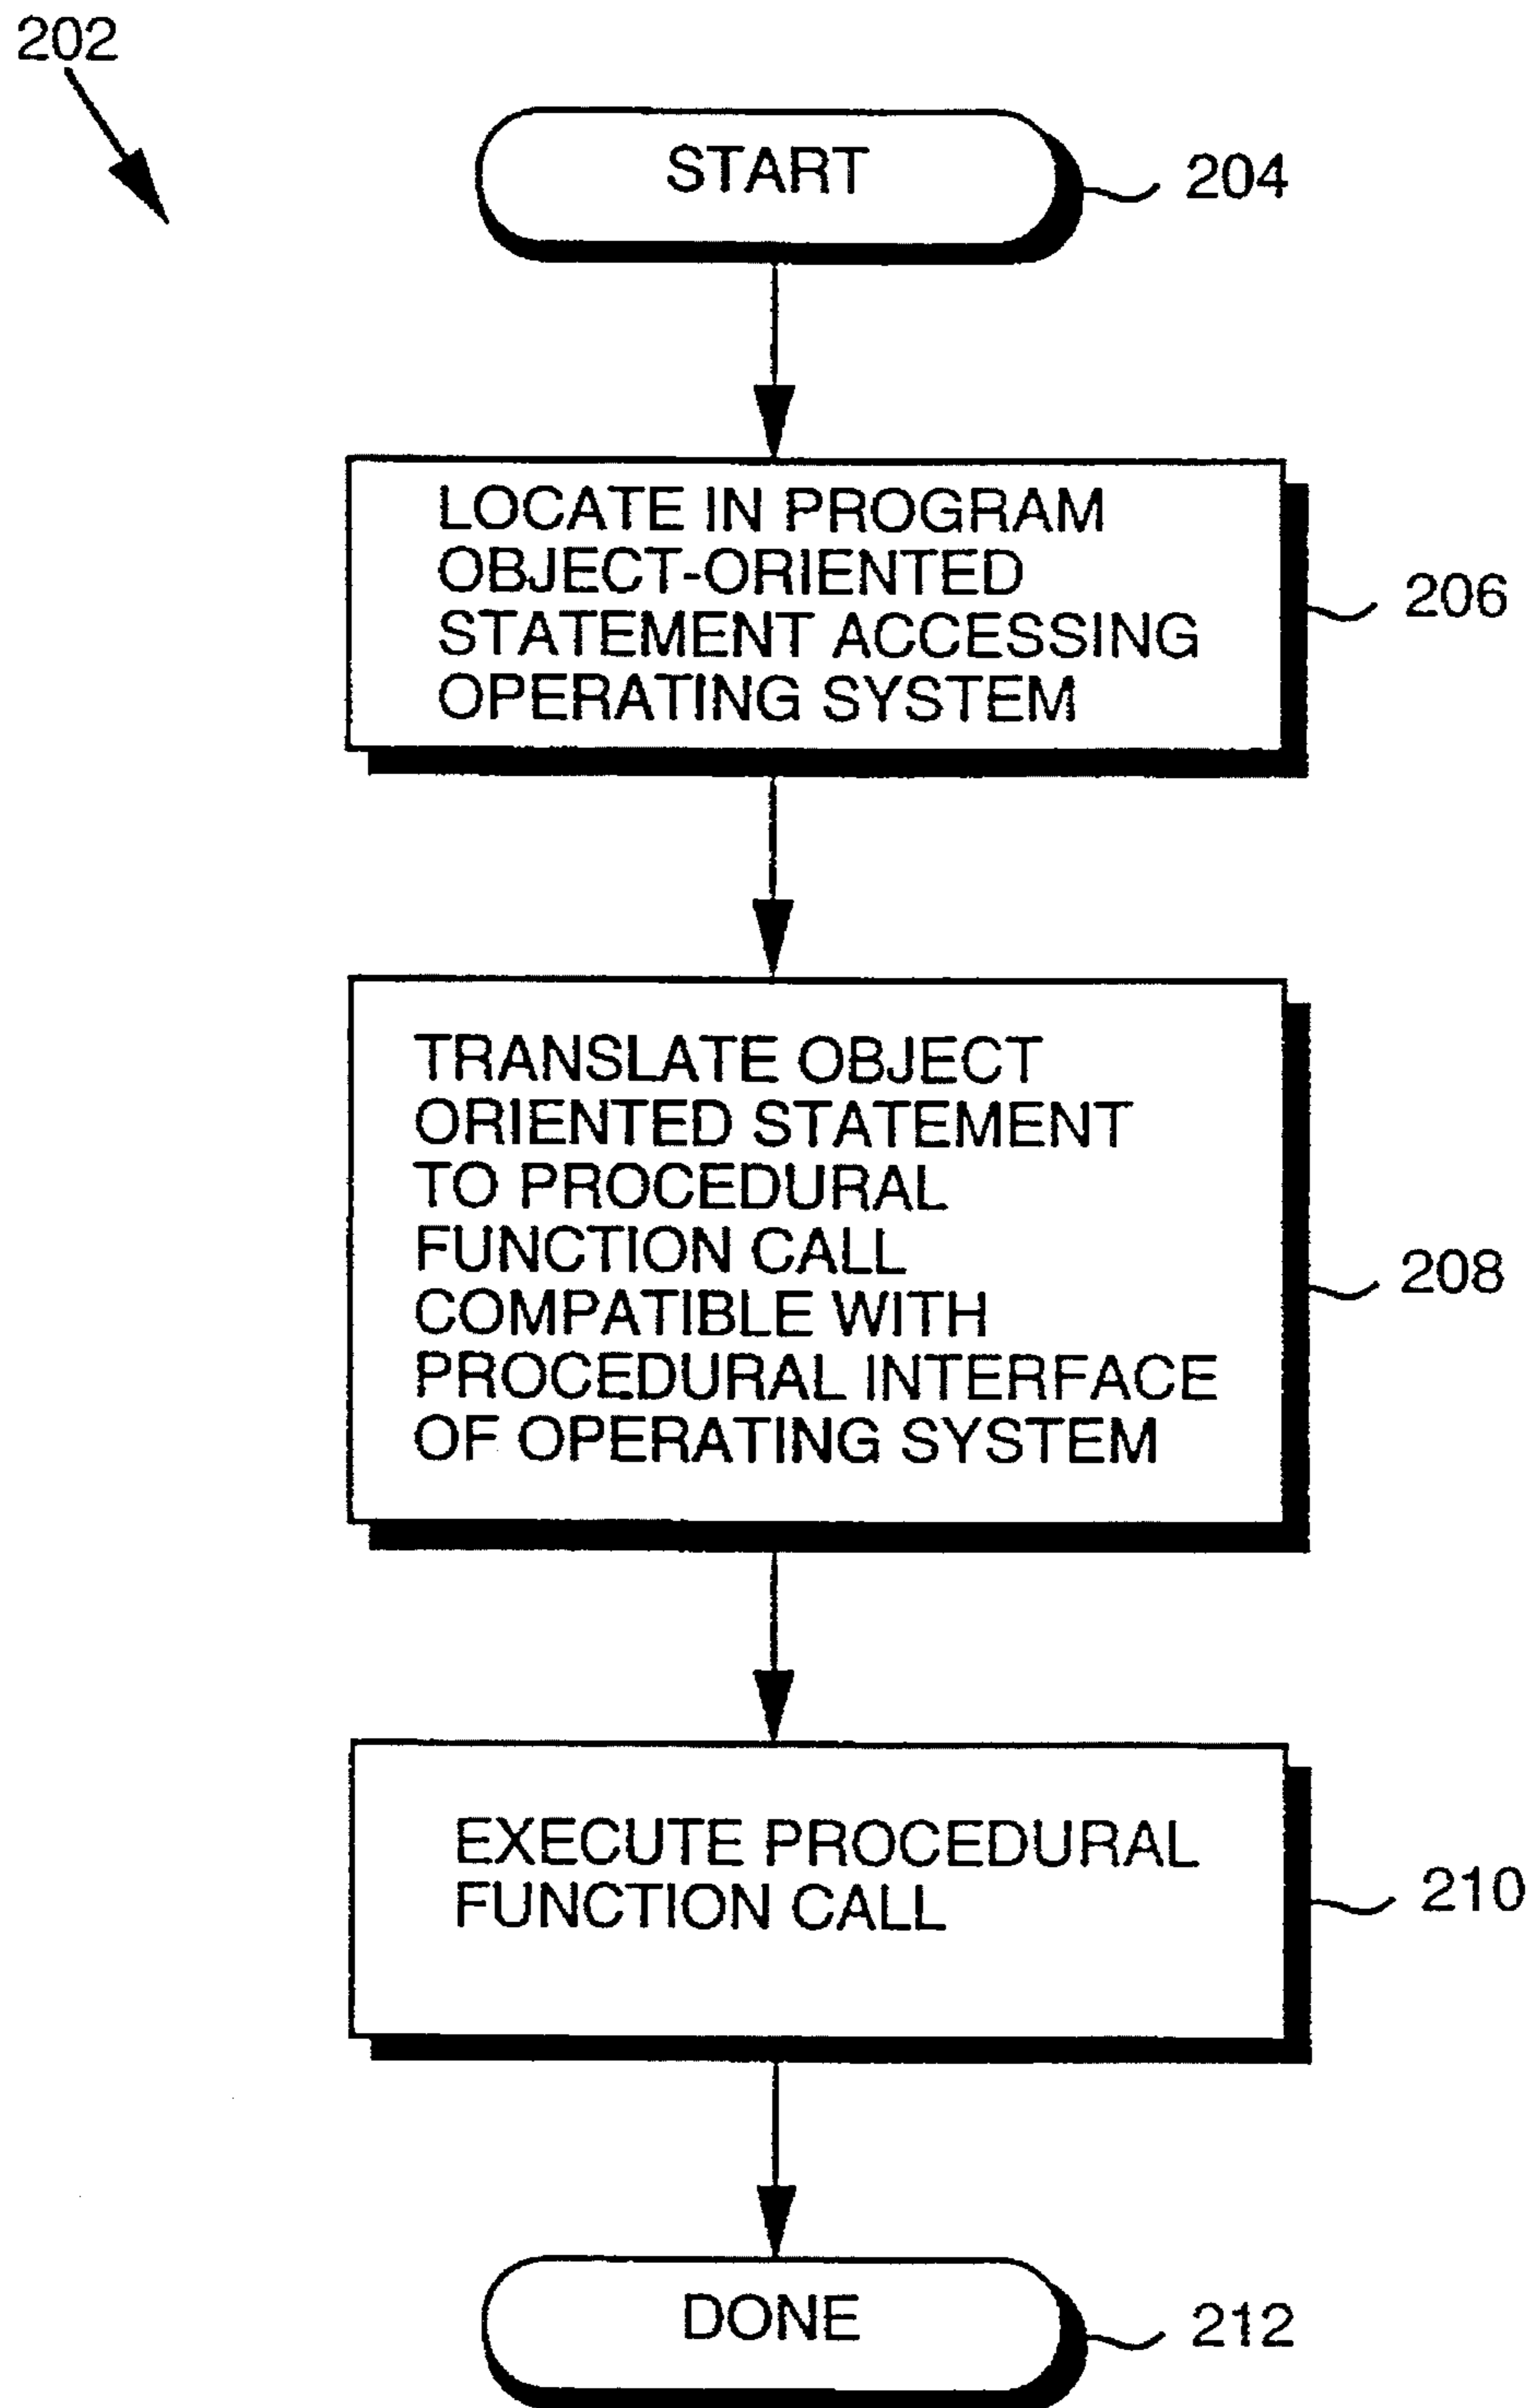 202
START
204
LOCATE IN PROGRAM
OBJECT-ORIENTED
STATEMENT ACCESSING
OPERATING SYSTEM
206
TRANSLATE OBJECT
ORIENTED STATEMENT
TO PROCEDURAL
FUNCTION CALL
COMPATIBLE WITH
PROCEDURAL INTERFACE
OF OPERATING SYSTEM
208
EXECUTE PROCEDURAL
FUNCTION CALL
210
DONE
212